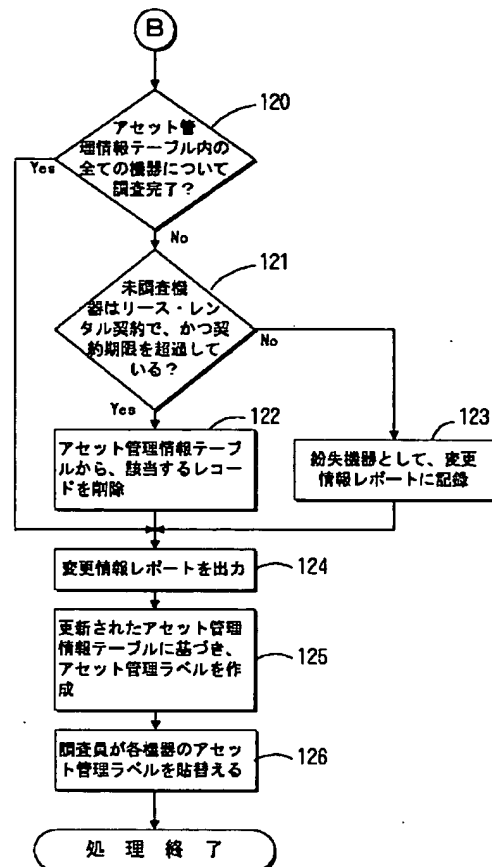 B
120
アセット管
理情報テーブル内の
全ての機器について
調査完了?
Yes
No
121
未調査機
器はリース・レン
タル契約で、かつ契
約期限を超過して
いる?
No
Yes
122
アセット管理情報テーブ
ルから、該当するレコー
ドを削除
123
紛失機器として、変更
情報レポートに記録
変更情報レポートを出力
124
更新されたアセット管理
情報テーブルに基づき、
アセット管理ラベルを作
成
125
調査員が各機器のアセッ
ト管理ラベルを貼替える
126
処理終了